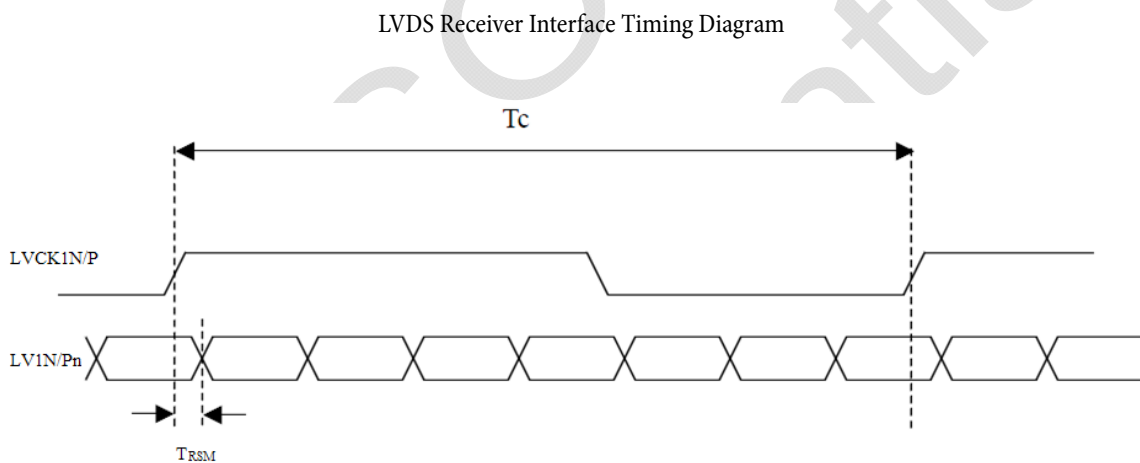 LVDS Receiver Interface Timing Diagram
Tc
LVCK1N/P
LV1N/Pn
TRSM